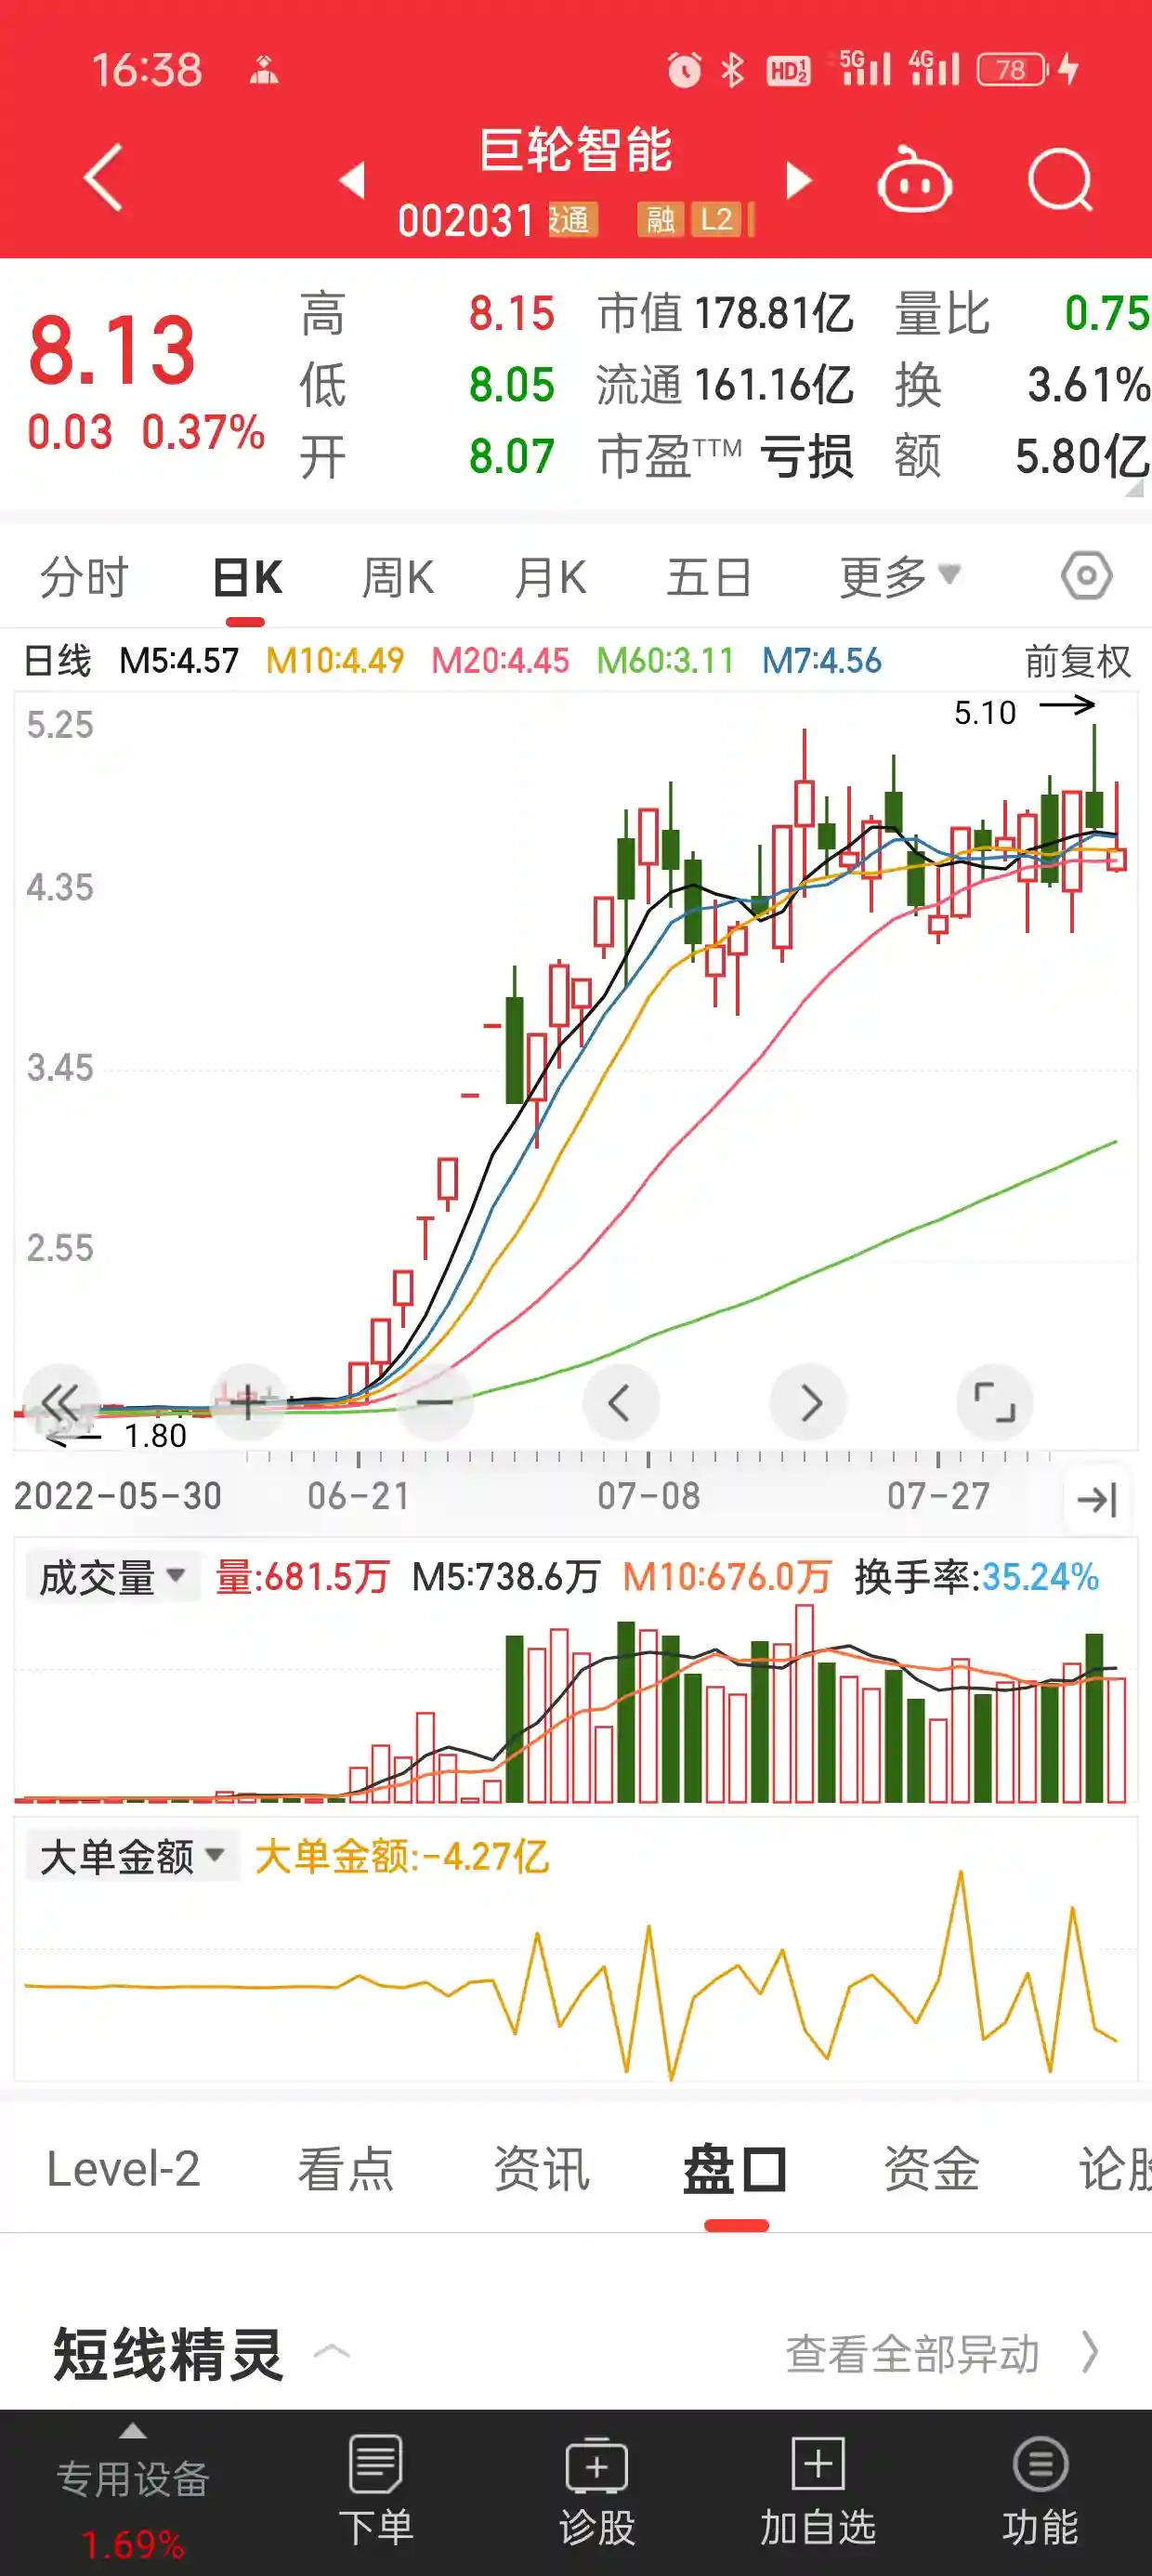 16:38 HD 1 2 5G 4G 78
巨轮智能
002031 通 融 L2
8.13
0.03 0.37%
高 8.15 市值 178.81亿 量比 0.75
低 8.05 流通 161.16亿 换 3.61%
开 8.07 市盈TTM 亏损 额 5.80亿
分时 日K 周K 月K 五日 更多
日线 M5:4.57 M10:4.49 M20:4.45 M60:3.11 M7:4.56 前复权
5.25
5.10
4.35
3.45
2.55
1.80
2022-05-30 06-21 07-08 07-27
成交量 量:681.5万 M5:738.6万 M10:676.0万 换手率:35.24%
大单金额 大单金额:-4.27亿
Level-2 看点 资讯 盘口 资金 论股
短线精灵 查看全部异动
专用设备 下单 诊股 加自选 功能
1.69%